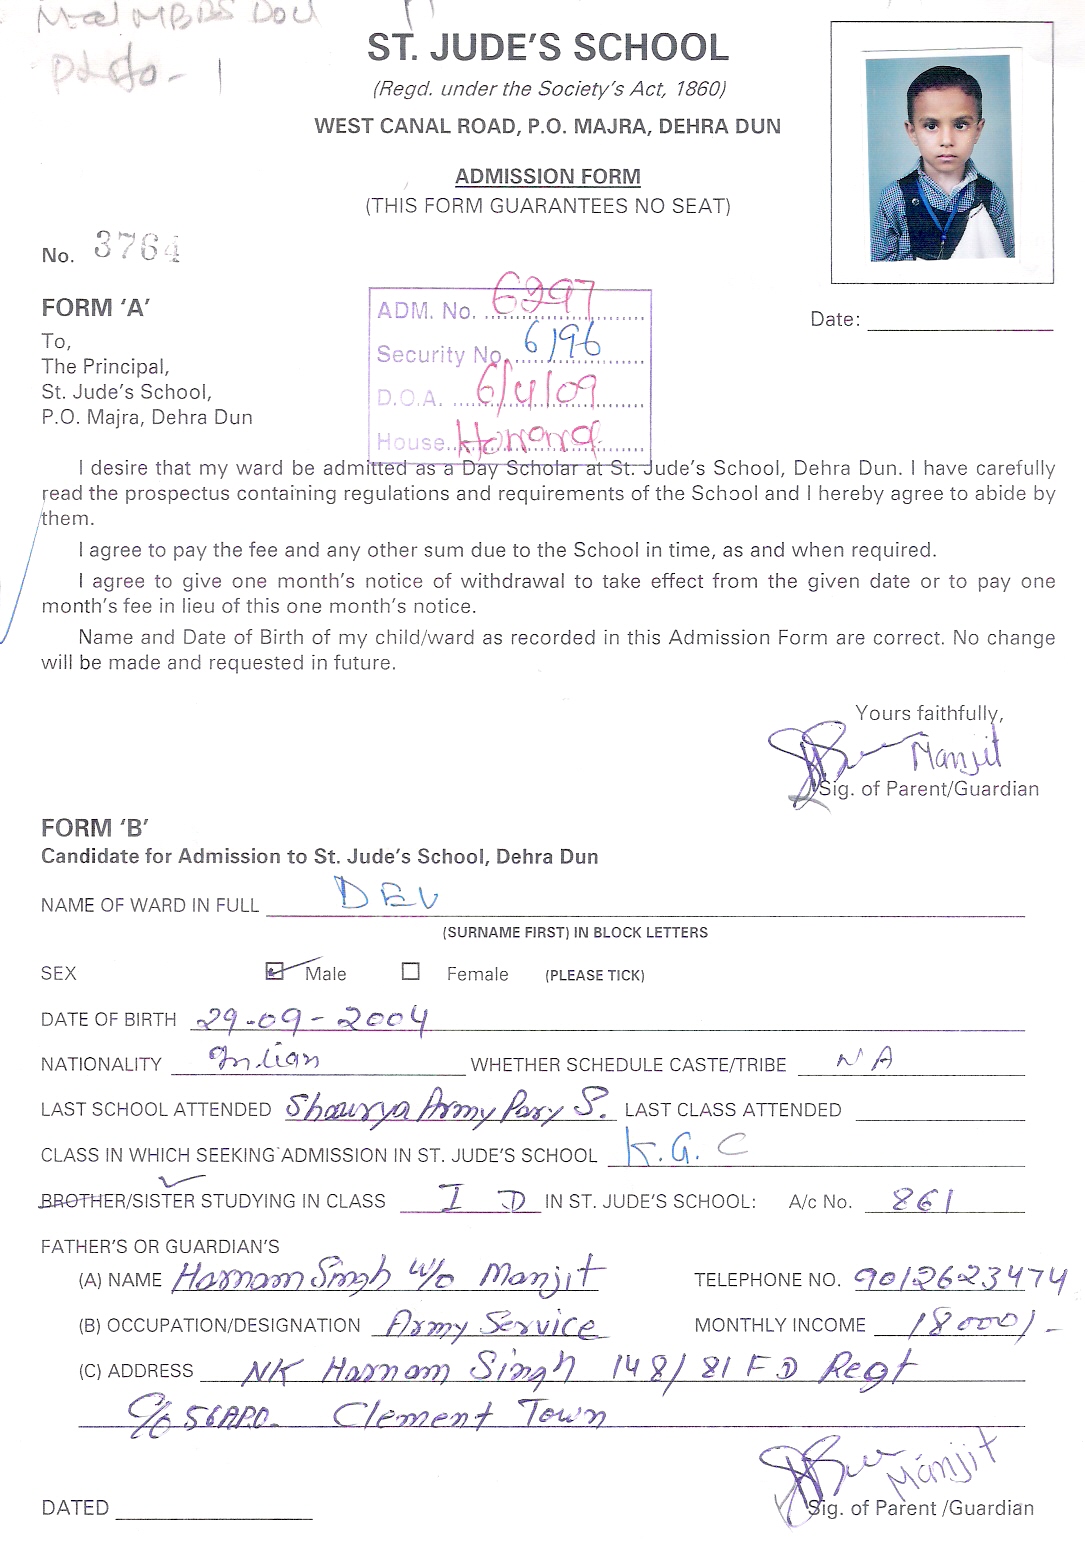 ST. JUDE'S SCHOOL
(Regd. under the Society's Act, 1860)
WEST CANAL ROAD, P.O. MAJRA, DEHRA DUN
ADMISSION FORM
(THIS FORM GUARANTEES NO SEAT)
No. 3764
FORM 'A'
To,
The Principal,
St. Jude's School,
P.O. Majra, Dehra Dun
ADM. No. 6297
Security No. 6196
D.O.A. 6/4/09
House
Date:
I desire that my ward be admitted as a Day Scholar at St. Jude's School, Dehra Dun. I have carefully
read the prospectus containing regulations and requirements of the School and I hereby agree to abide by
them.
I agree to pay the fee and any other sum due to the School in time, as and when required.
I agree to give one month's notice of withdrawal to take effect from the given date or to pay one
month's fee in lieu of this one month's notice.
Name and Date of Birth of my child/ward as recorded in this Admission Form are correct. No change
will be made and requested in future.
Yours faithfully,
Manjit
Sig. of Parent/Guardian
FORM 'B'
Candidate for Admission to St. Jude's School, Dehra Dun
NAME OF WARD IN FULL DEV
(SURNAME FIRST) IN BLOCK LETTERS
SEX Male Female (PLEASE TICK)
DATE OF BIRTH 29-09-2004
NATIONALITY Indian WHETHER SCHEDULE CASTE/TRIBE NA
LAST SCHOOL ATTENDED Shaurya Army Pary S. LAST CLASS ATTENDED
CLASS IN WHICH SEEKING ADMISSION IN ST. JUDE'S SCHOOL K.G. C
BROTHER/SISTER STUDYING IN CLASS I D IN ST. JUDE'S SCHOOL: A/c No. 861
FATHER'S OR GUARDIAN'S
(A) NAME Harnam Singh W/o Manjit TELEPHONE NO. 9012623474
(B) OCCUPATION/DESIGNATION Army Service MONTHLY INCOME 18000/-
(C) ADDRESS NK Harnam Singh 148/81 F D Regt
C/o 56 APO Clement Town
Manjit
DATED Sig. of Parent /Guardian